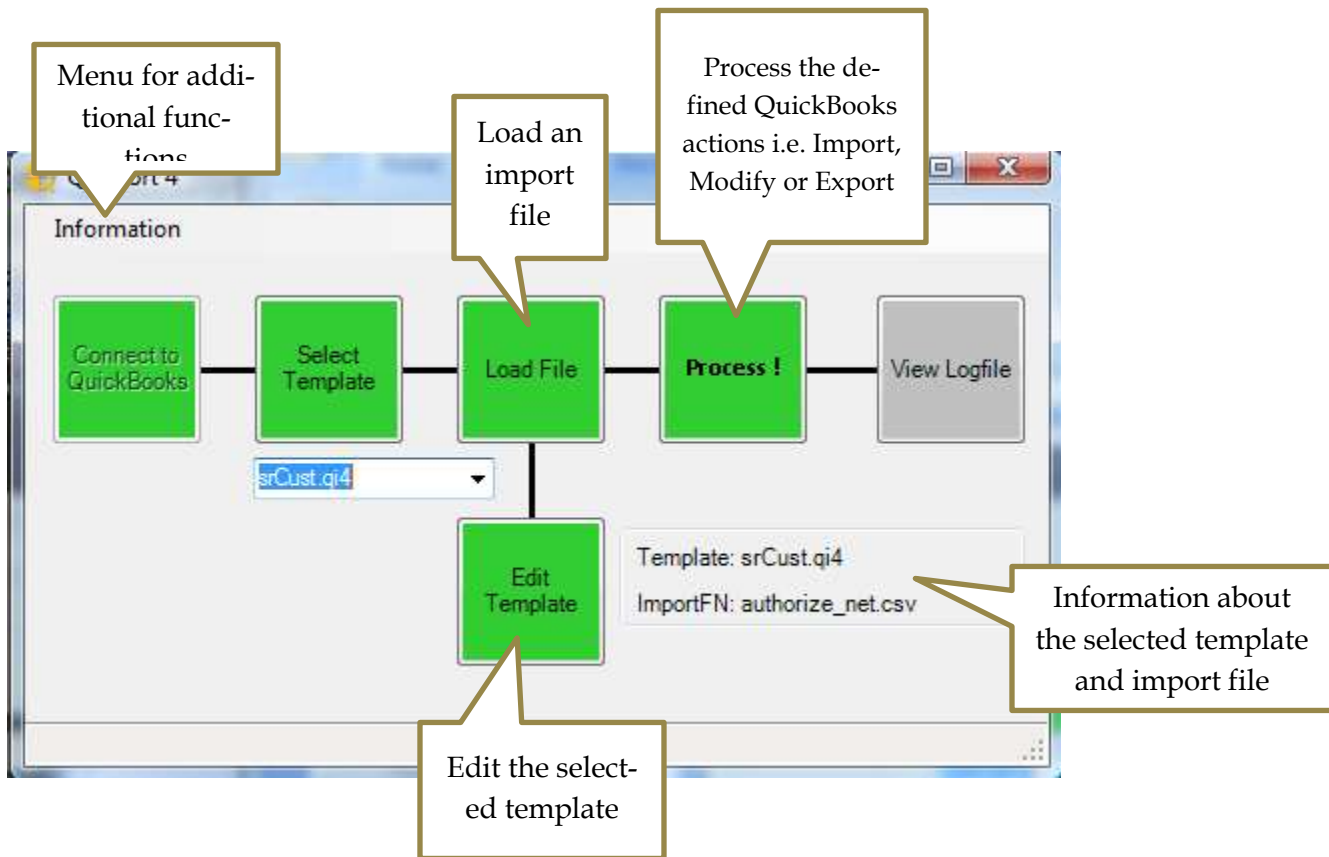 Menu for addi-
tional func-
tions
Load an
import
file
Process the de-
fined QuickBooks
actions i.e. Import,
Modify or Export
4
Information
Connect to
QuickBooks
Select
Template
Load File
Process !
View Logfile
srCust.qi4
Edit
Template
Template: srCust.qi4
ImportFN: authorize_net.csv
Information about
the selected template
and import file
Edit the select-
ed template